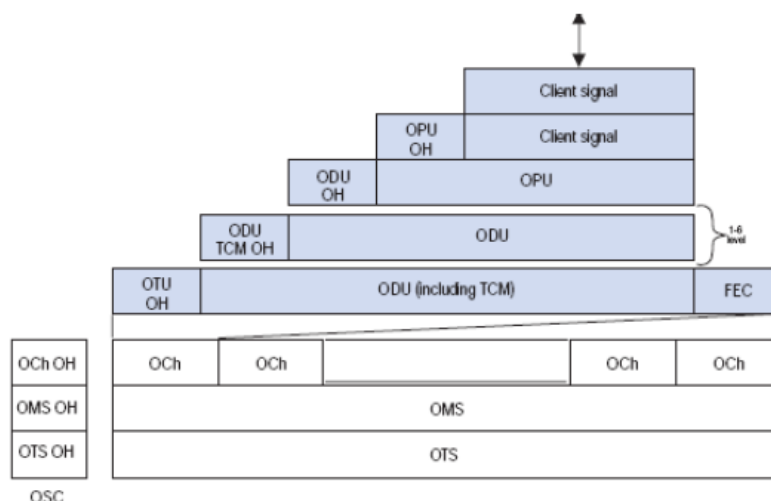 Client signal
OPU
OH
Client signal
ODU
OH
OPU
ODU
TCM OH
ODU
1-6
level
OTU
OH
ODU (including TCM)
FEC
OCh OH
OCh
OCh
OCh
OCh
OMS OH
OMS
OTS OH
OTS
OSC